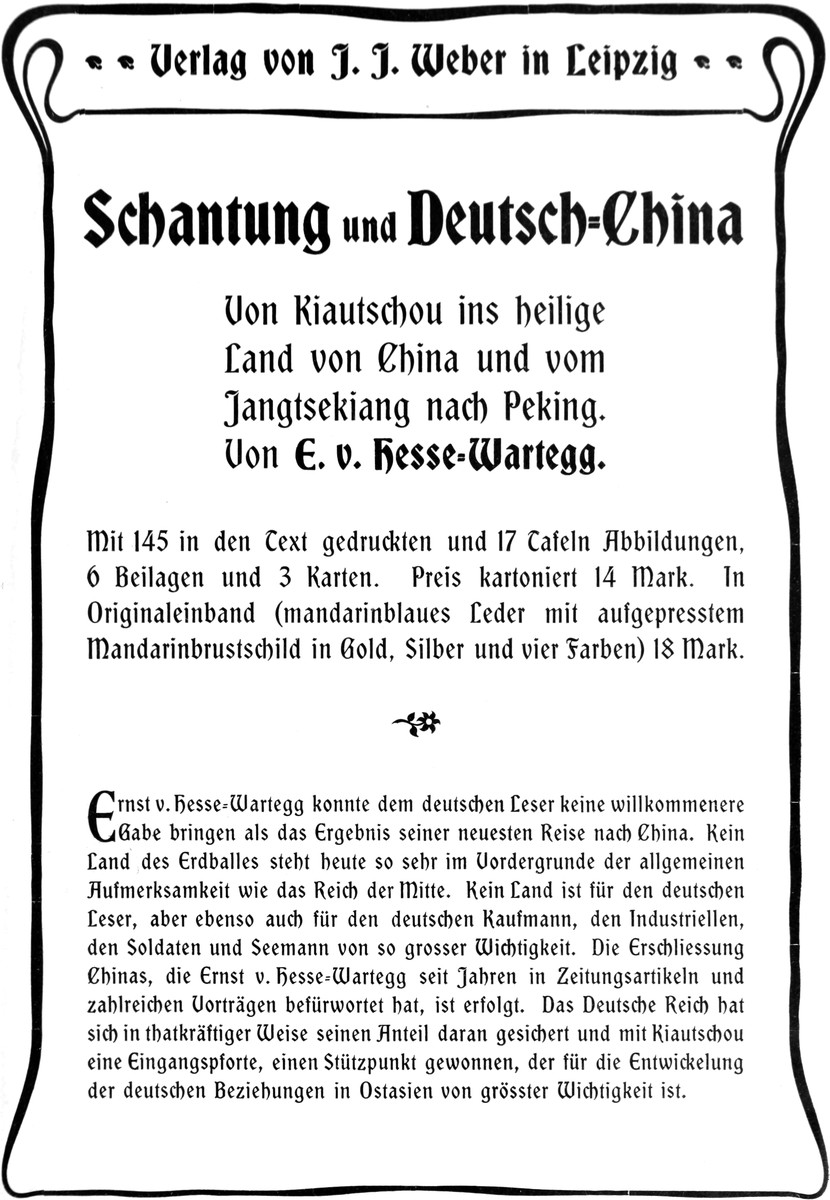 Verlag von J. J. Weber in Leipzig
Schantung und Deutsch-China
Von Kiautschou ins heilige
Land von China und vom
Jangtsekiang nach Peking.
Von E. v. Hesse-Wartegg.
Mit 145 in den Text gedruckten und 17 Tafeln Abbildungen,
6 Beilagen und 3 Karten. Preis kartoniert 14 Mark. In
Originaleinband (mandarinblaues Leder mit aufgepresstem
Mandarinbrustschild in Gold, Silber und vier Farben) 18 Mark.
Ernst v. Hesse-Wartegg konnte dem deutschen Leser keine willkommenere
Gabe bringen als das Ergebnis seiner neuesten Reise nach China. Kein
Land des Erdballes steht heute so sehr im Vordergrunde der allgemeinen
Aufmerksamkeit wie das Reich der Mitte. Kein Land ist für den deutschen
Leser, aber ebenso auch für den deutschen Kaufmann, den Industriellen,
den Soldaten und Seemann von so grosser Wichtigkeit. Die Erschliessung
Chinas, die Ernst v. Hesse-Wartegg seit Jahren in Zeitungsartikeln und
zahlreichen Vorträgen befürwortet hat, ist erfolgt. Das Deutsche Reich hat
sich in thatkräftiger Weise seinen Anteil daran gesichert und mit Kiautschou
eine Eingangspforte, einen Stützpunkt gewonnen, der für die Entwickelung
der deutschen Beziehungen in Ostasien von grösster Wichtigkeit ist.